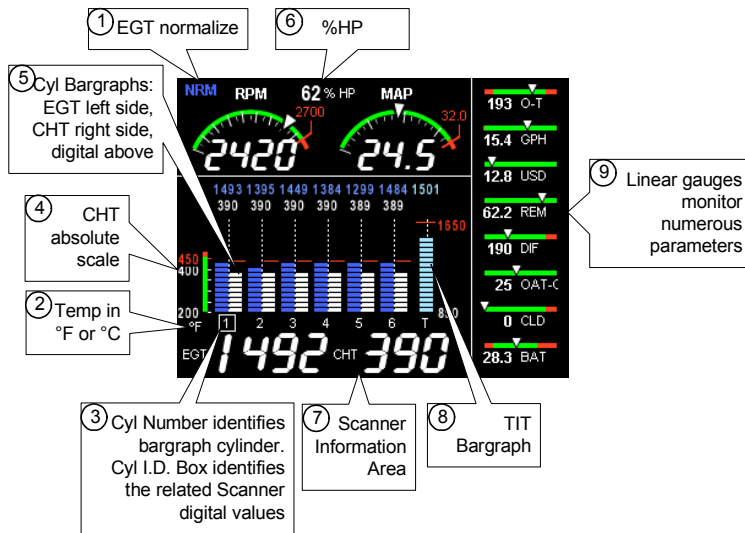 1 EGT normalize
6 %HP
5 Cyl Bargraphs:
EGT left side,
CHT right side,
digital above
4 CHT
absolute
scale
2 Temp in
°F or °C
NRM RPM 62 % HP MAP
2700 32.0
2420 24.5
1493 1395 1449 1384 1299 1484 1501
390 390 390 390 389 389
1650
450
400
200 800
°F 1 2 3 4 5 6 T
EGT 1492 CHT 390
193 O-T
15.4 GPH
12.8 USD
62.2 REM
190 DIF
25 OAT-C
0 CLD
28.3 BAT
9 Linear gauges
monitor
numerous
parameters
3 Cyl Number identifies
bargraph cylinder.
Cyl I.D. Box identifies
the related Scanner
digital values
7 Scanner
Information
Area
8 TIT
Bargraph